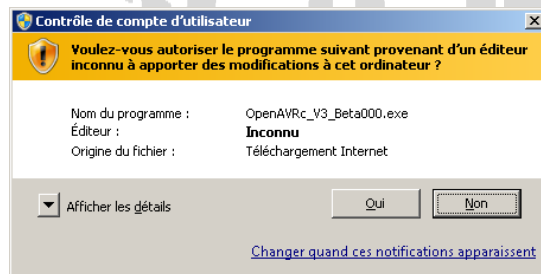 Contrôle de compte d'utilisateur
Voulez-vous autoriser le programme suivant provenant d'un éditeur
inconnu à apporter des modifications à cet ordinateur ?
Nom du programme : OpenAVRc_V3_Beta000.exe
Éditeur : Inconnu
Origine du fichier : Téléchargement Internet
Afficher les détails Oui Non
Changer quand ces notifications apparaissent